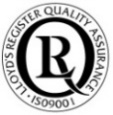 LLOYD'S REGISTER QUALITY ASSURANCE
LRQ
· ISO9001 ·